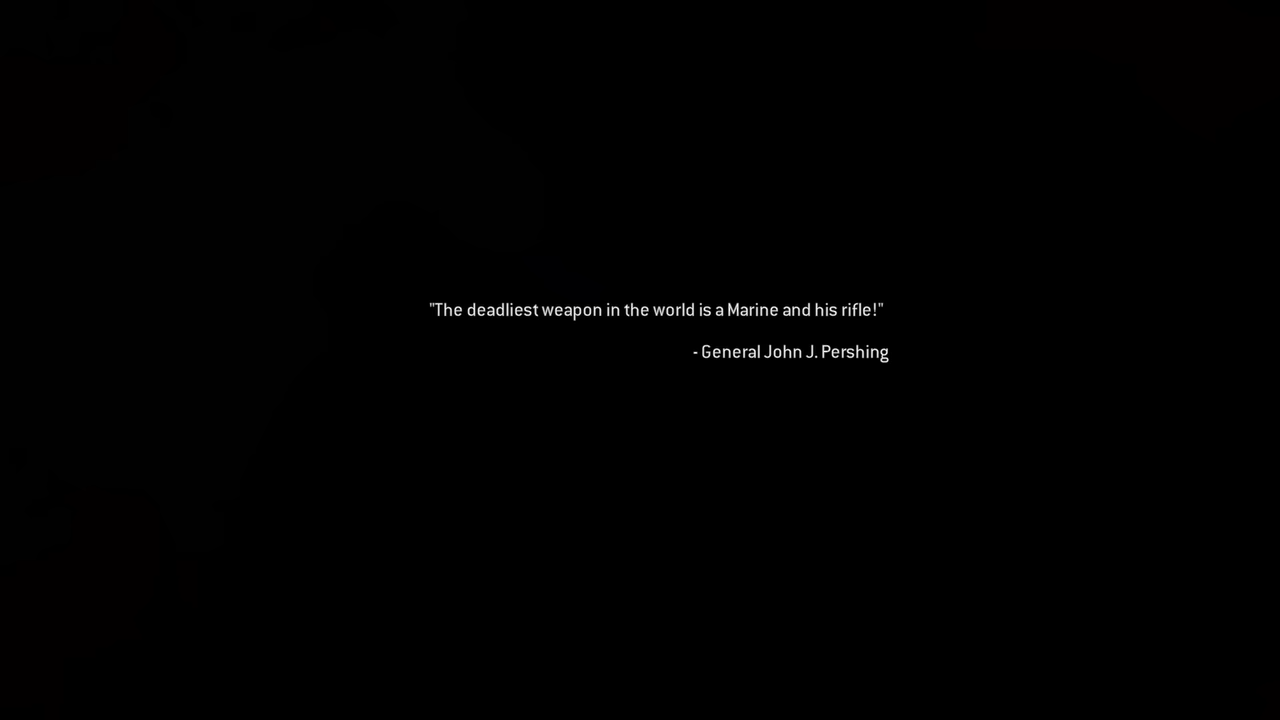 "The deadliest weapon in the world is a Marine and his rifle!"
- General John J. Pershing